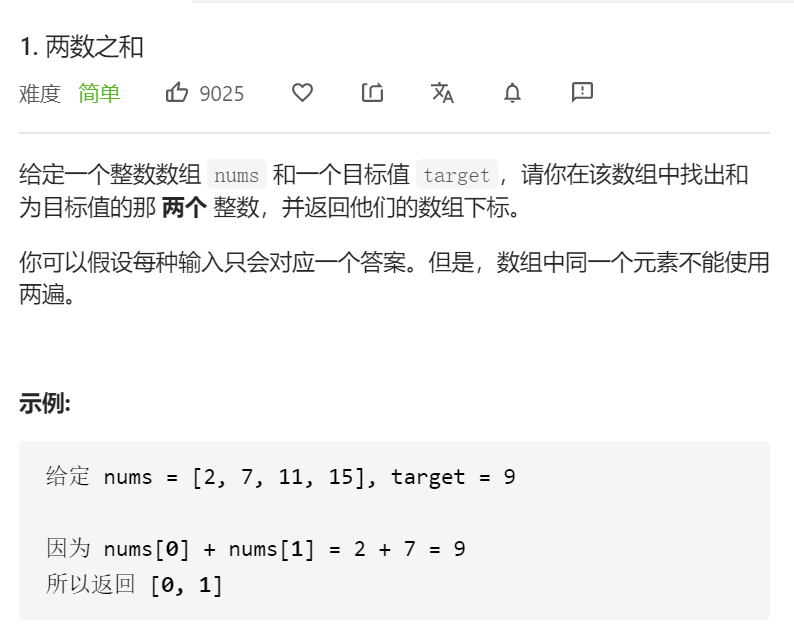 1. 两数之和
难度 简单 9025
给定一个整数数组 nums 和一个目标值 target，请你在该数组中找出和
为目标值的那 两个 整数，并返回他们的数组下标。
你可以假设每种输入只会对应一个答案。但是，数组中同一个元素不能使用
两遍。
示例:
给定 nums = [2, 7, 11, 15], target = 9
因为 nums[0] + nums[1] = 2 + 7 = 9
所以返回 [0, 1]